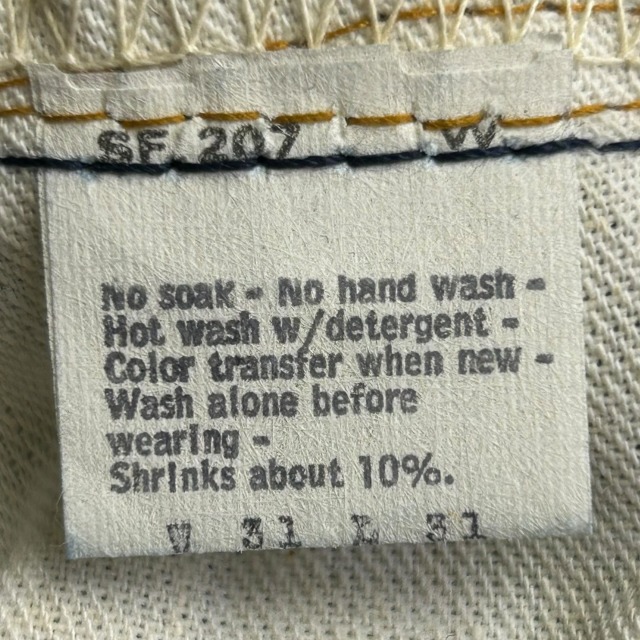 SF 207 W
No soak - No hand wash -
Hot wash w/detergent -
Color transfer when new -
Wash alone before
wearing -
Shrinks about 10%.
W 31 L 31